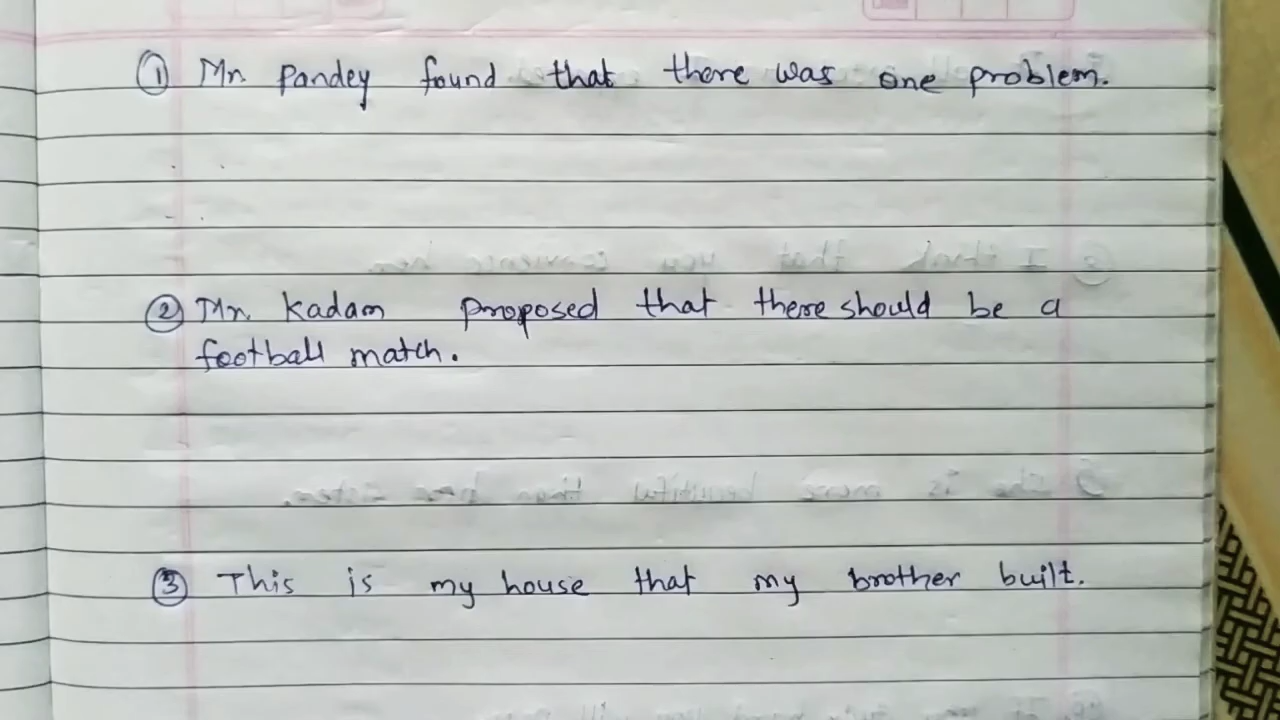 ① Mr. Pandey found that there was one problem.
② Mr. Kadam proposed that there should be a
football match.
③ This is my house that my brother built.